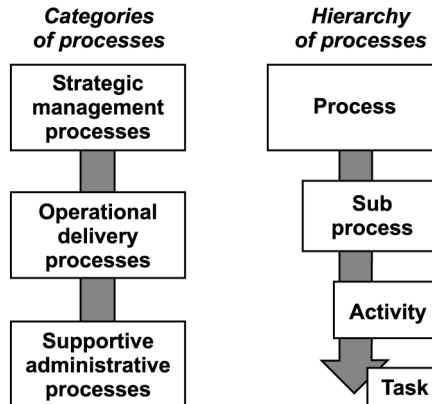 Categories
of processes
Strategic
management
processes
Operational
delivery
processes
Supportive
administrative
processes
Hierarchy
of processes
Process
Sub
process
Activity
Task